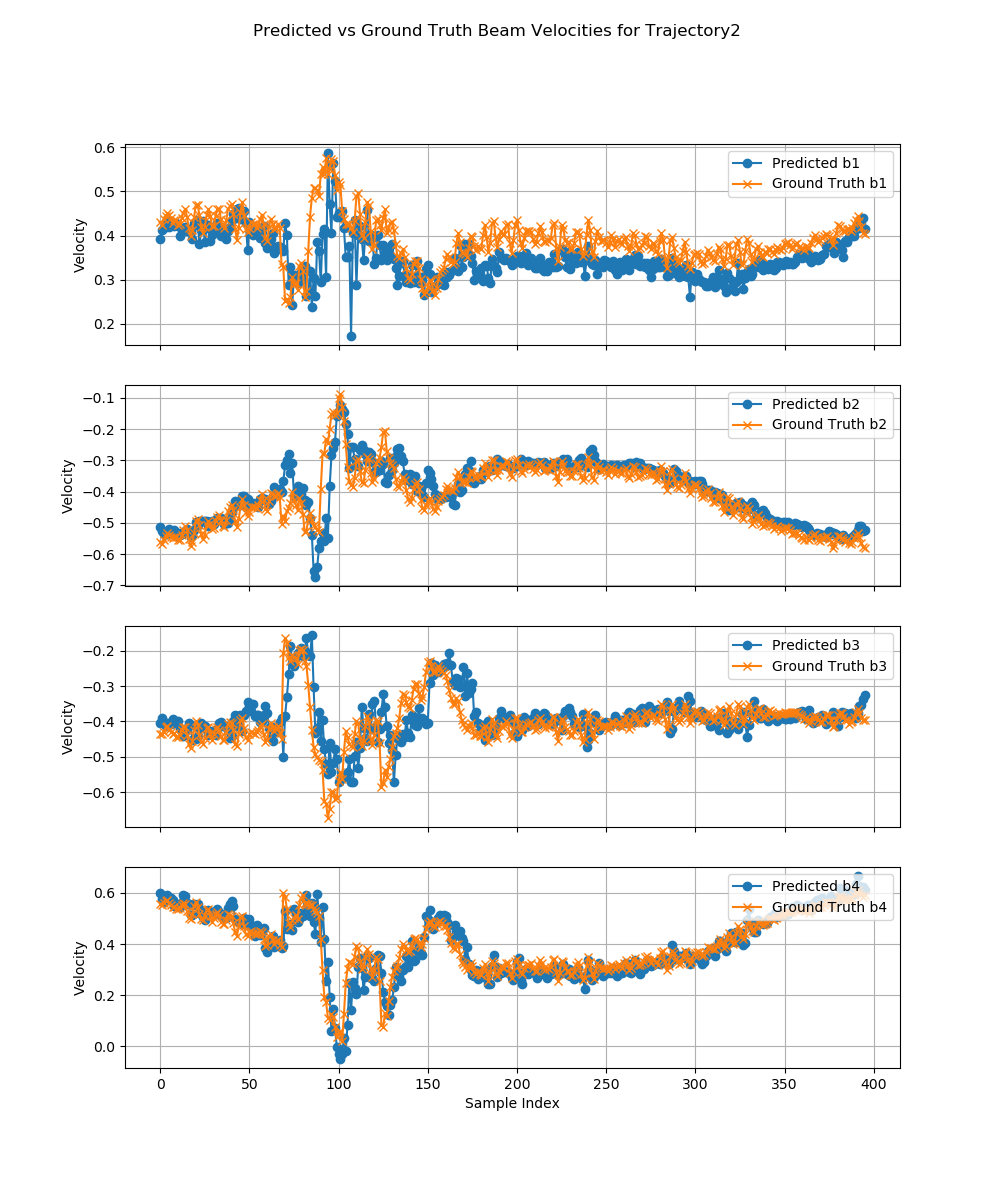 Predicted vs Ground Truth Beam Velocities for Trajectory2
0.6
0.5
0.4
0.3
0.2
Velocity
Predicted b1
Ground Truth b1
−0.1
−0.2
−0.3
−0.4
−0.5
−0.6
−0.7
Velocity
Predicted b2
Ground Truth b2
−0.2
−0.3
−0.4
−0.5
−0.6
Velocity
Predicted b3
Ground Truth b3
0.6
0.4
0.2
0.0
Velocity
Predicted b4
Ground Truth b4
0 50 100 150 200 250 300 350 400
Sample Index